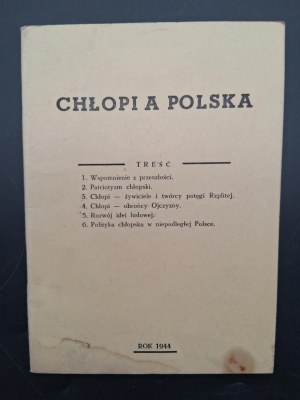 CHŁOPI A POLSKA
TREŚĆ
1. Wspomnienie z przeszłości.
2. Patriotyzm chłopski.
3. Chłopi — żywiciele i twórcy potęgi Rzplitej.
4. Chłopi — obrońcy Ojczyzny.
5. Rozwój idei ludowej.
6. Polityka chłopska w niepodległej Polsce.
ROK 1944